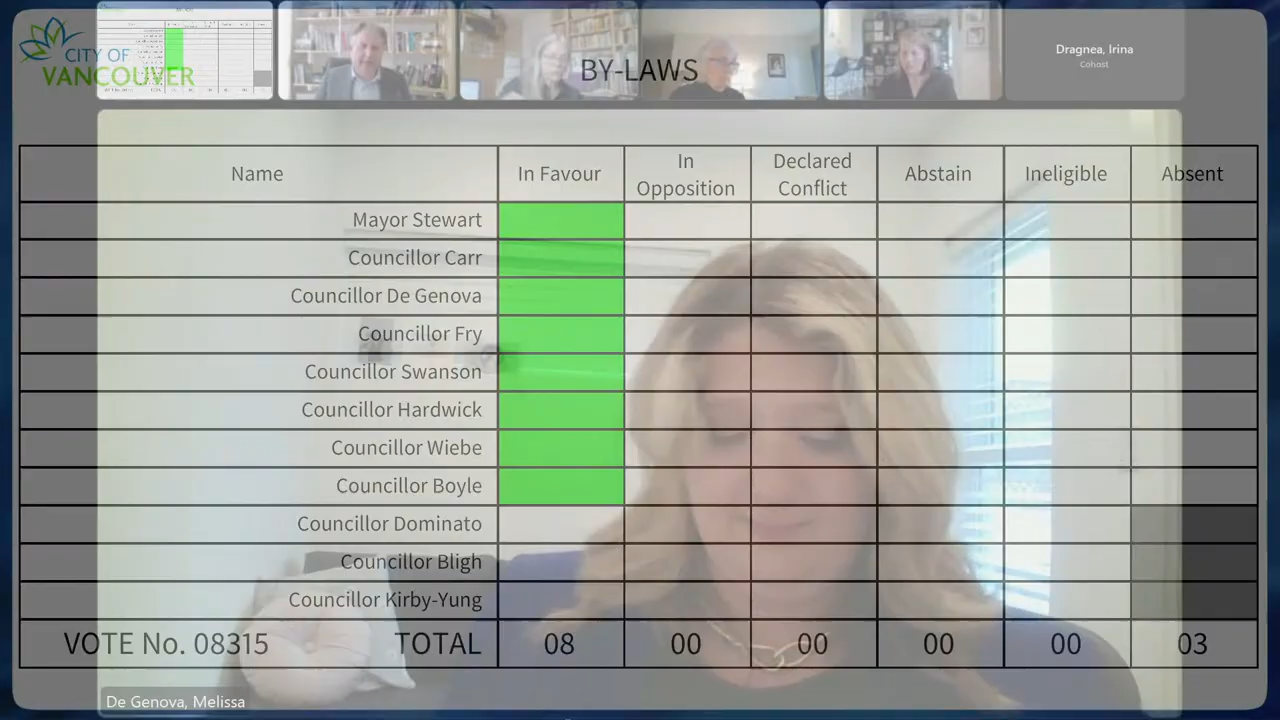 CITY OF
VANCOUVER
BY-LAWS
Dragnea, Irina
Cohost
Name
In Favour
In Opposition
Declared Conflict
Abstain
Ineligible
Absent
Mayor Stewart
Councillor Carr
Councillor De Genova
Councillor Fry
Councillor Swanson
Councillor Hardwick
Councillor Wiebe
Councillor Boyle
Councillor Dominato
Councillor Bligh
Councillor Kirby-Yung
VOTE No. 08315 TOTAL 08 00 00 00 00 03
De Genova, Melissa